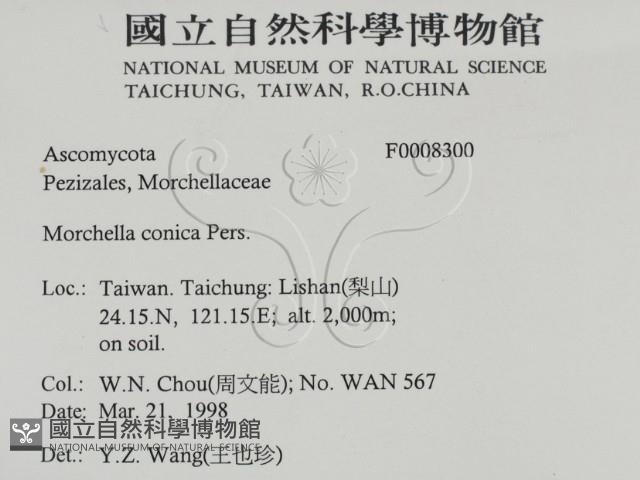 國立自然科學博物館
NATIONAL MUSEUM OF NATURAL SCIENCE
TAICHUNG, TAIWAN, R.O.CHINA
Ascomycota F0008300
Pezizales, Morchellaceae
Morchella conica Pers.
Loc.: Taiwan. Taichung: Lishan(梨山)
24.15.N, 121.15.E; alt. 2,000m;
on soil.
Col.: W.N. Chou(周文能); No. WAN 567
Date: Mar. 21, 1998
國立自然科學博物館
NATIONAL MUSEUM OF NATURAL SCIENCE
Det.: Y.Z. Wang(王也珍)